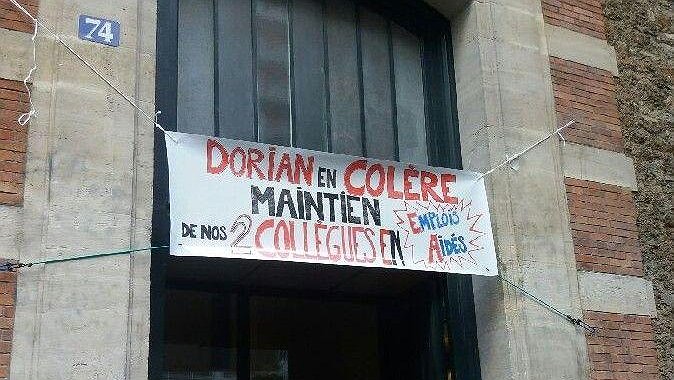 74
DORIAN EN COLÈRE
MAINTIEN
DE NOS 2 COLLÈGUES EN EMPLOIS
AIDÉS